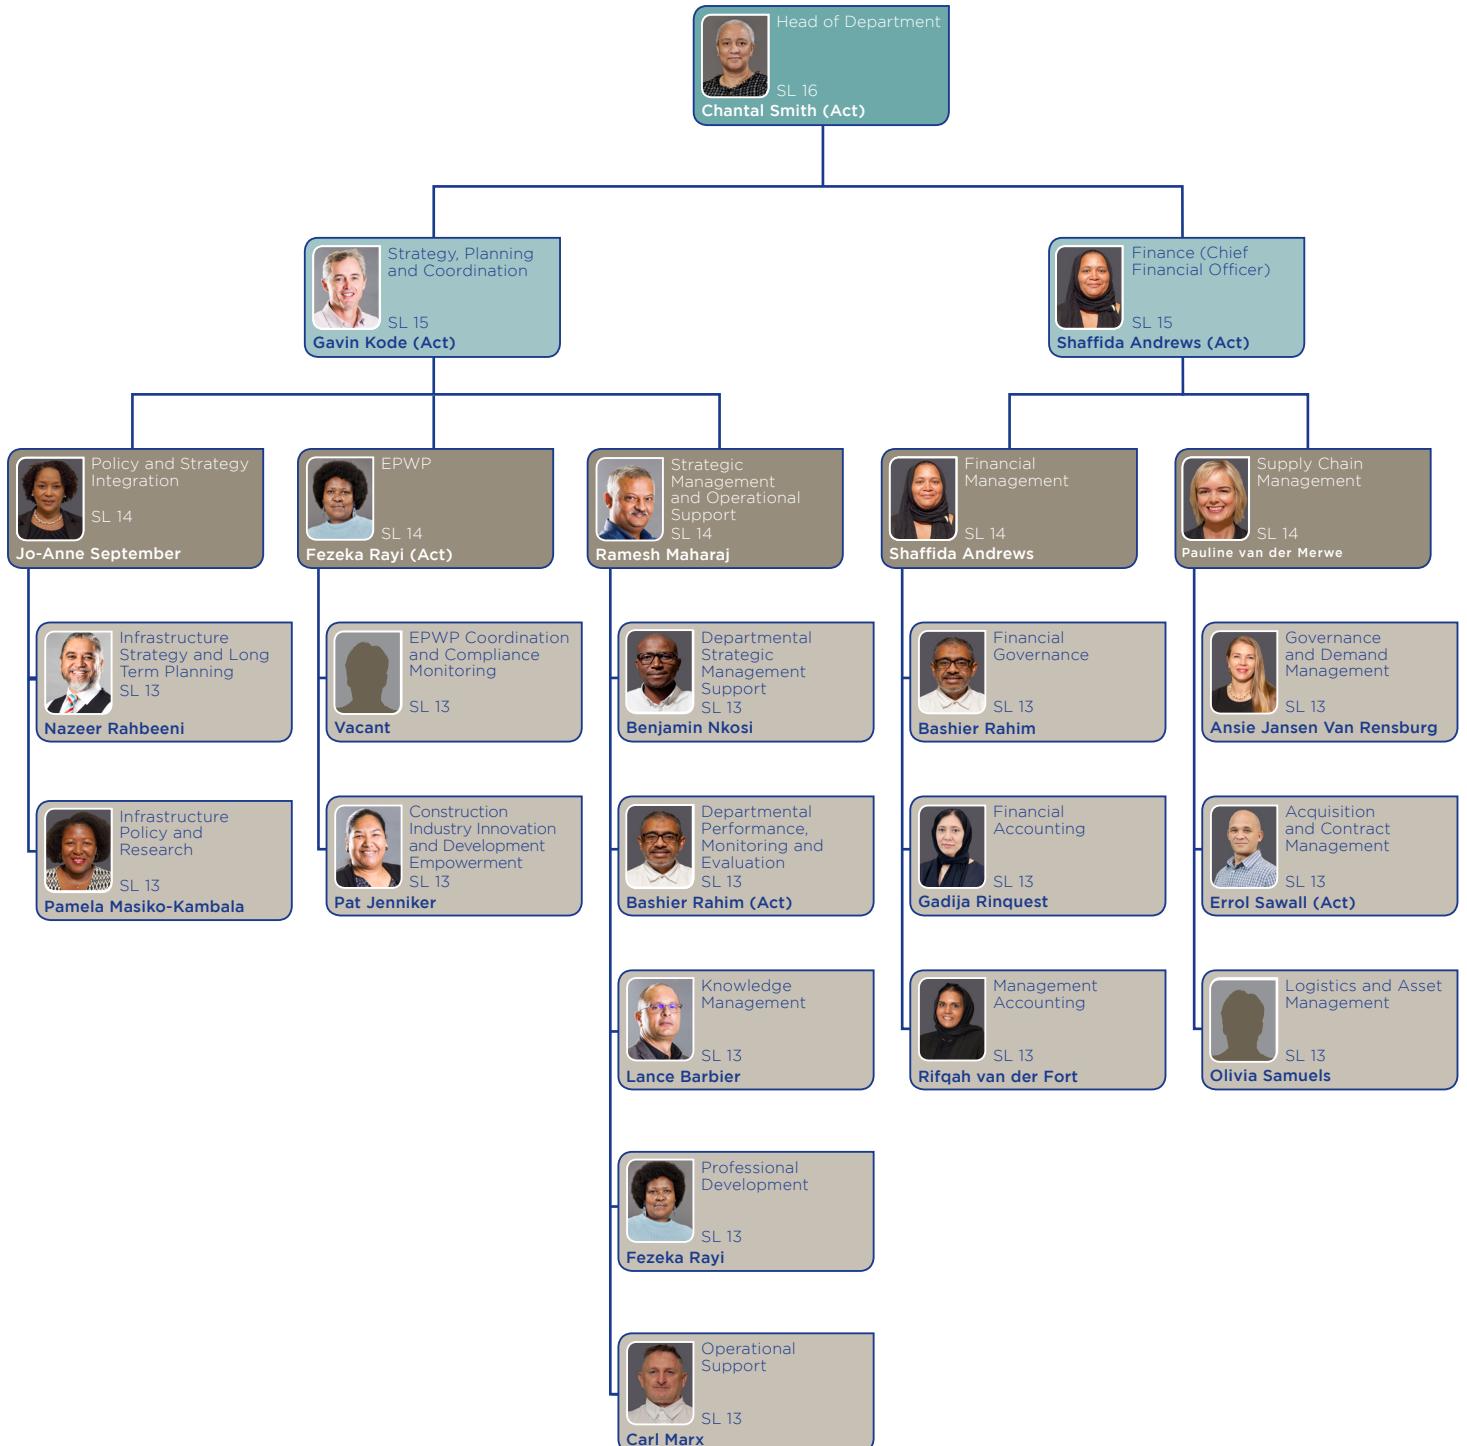 Head of Department
SL 16
Chantal Smith (Act)
Strategy, Planning
and Coordination
SL 15
Gavin Kode (Act)
Finance (Chief
Financial Officer)
SL 15
Shaffida Andrews (Act)
Policy and Strategy
Integration
SL 14
Jo-Anne September
EPWP
SL 14
Fezeka Rayi (Act)
Strategic
Management
and Operational
Support
SL 14
Ramesh Maharaj
Financial
Management
SL 14
Shaffida Andrews
Supply Chain
Management
SL 14
Pauline van der Merwe
Infrastructure
Strategy and Long
Term Planning
SL 13
Nazeer Rahbeeni
EPWP Coordination
and Compliance
Monitoring
SL 13
Vacant
Departmental
Strategic
Management
Support
SL 13
Benjamin Nkosi
Financial
Governance
SL 13
Bashier Rahim
Governance
and Demand
Management
SL 13
Ansie Jansen Van Rensburg
Infrastructure
Policy and
Research
SL 13
Pamela Masiko-Kambala
Construction
Industry Innovation
and Development
Empowerment
SL 13
Pat Jenniker
Departmental
Performance,
Monitoring and
Evaluation
SL 13
Bashier Rahim (Act)
Financial
Accounting
SL 13
Gadija Rinquest
Acquisition
and Contract
Management
SL 13
Errol Sawall (Act)
Knowledge
Management
SL 13
Lance Barbier
Management
Accounting
SL 13
Rifqah van der Fort
Logistics and Asset
Management
SL 13
Olivia Samuels
Professional
Development
SL 13
Fezeka Rayi
Operational
Support
SL 13
Carl Marx